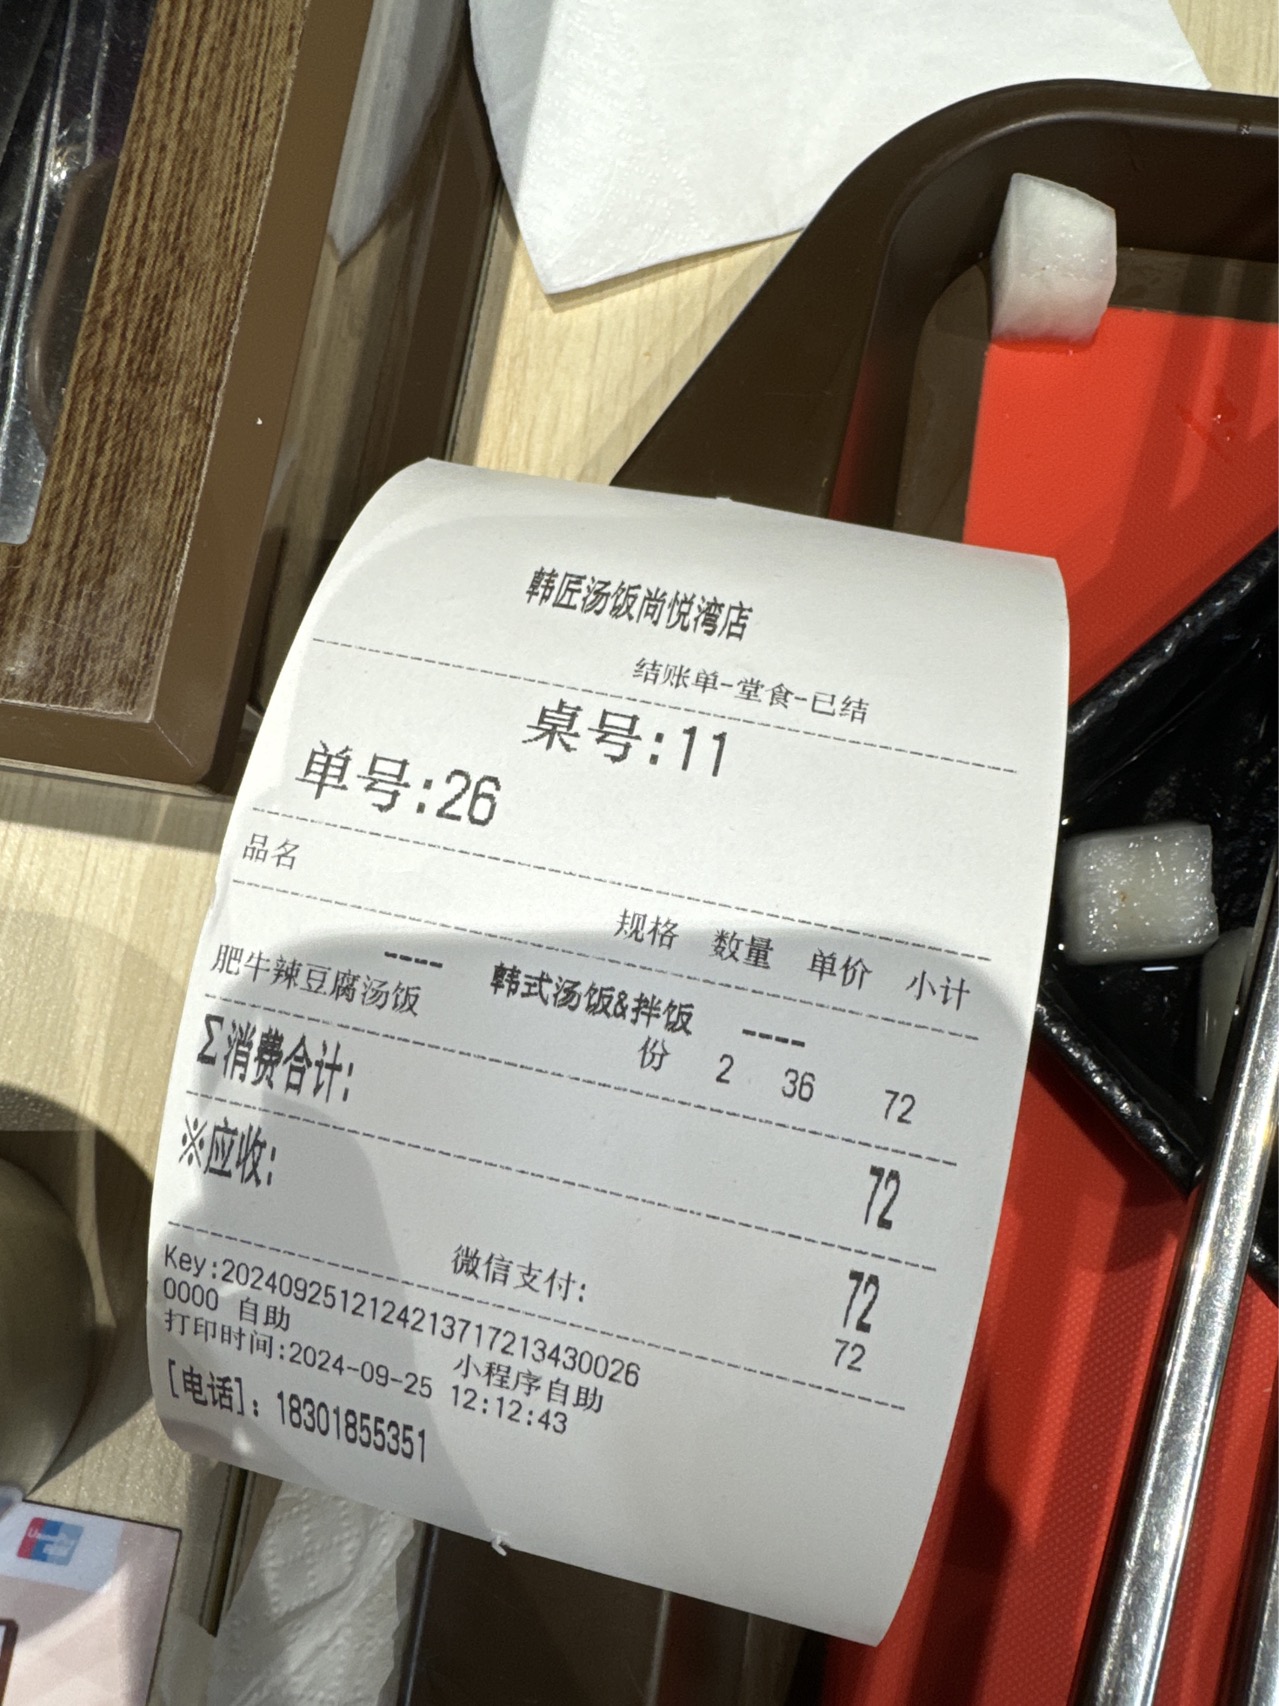 韩匠汤饭尚悦湾店
结账单-堂食-已结
桌号:11
单号:26
品名 规格 数量 单价 小计
---- 韩式汤饭&拌饭 ----
肥牛辣豆腐汤饭 份 2 36 72
Σ消费合计: 72
※应收: 72
微信支付: 72
Key:2024092512124213717213430026
0000 自助 小程序自助
打印时间:2024-09-25 12:12:43
[电话]: 18301855351